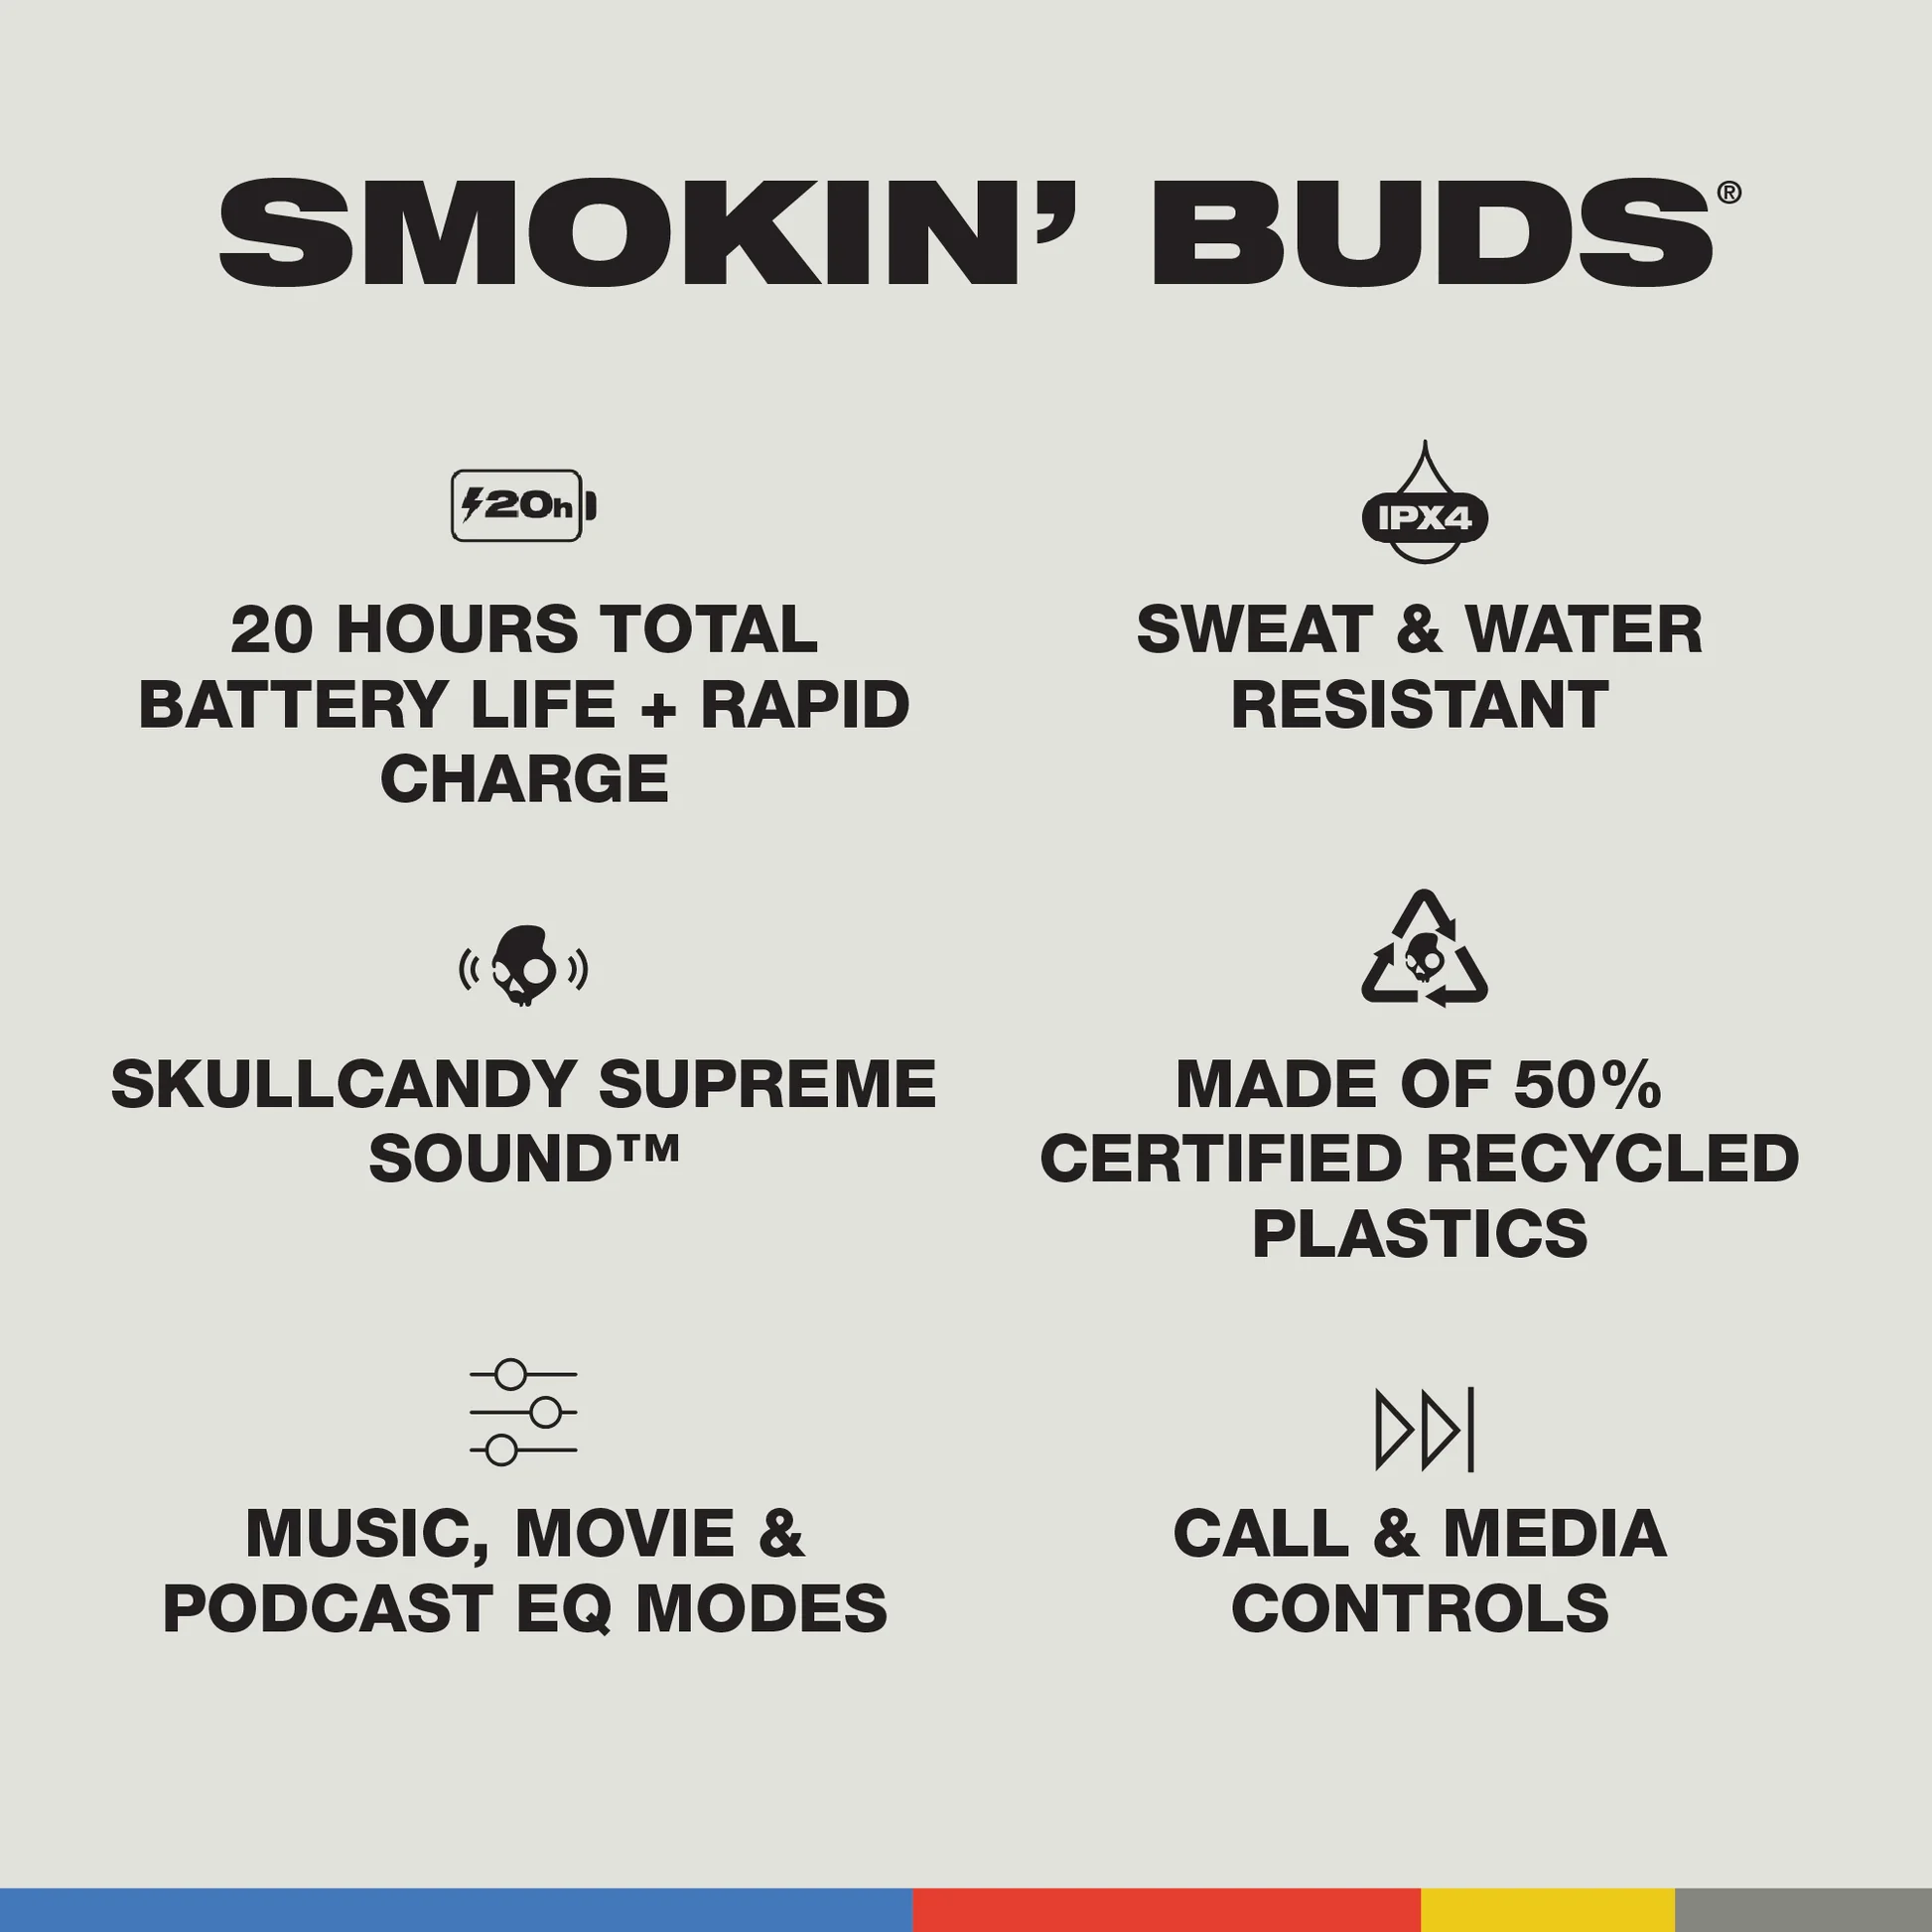 SMOKIN’ BUDS®
20h
20 HOURS TOTAL
BATTERY LIFE + RAPID
CHARGE
IPX4
SWEAT & WATER
RESISTANT
SKULLCANDY SUPREME
SOUND™
MADE OF 50%
CERTIFIED RECYCLED
PLASTICS
MUSIC, MOVIE &
PODCAST EQ MODES
CALL & MEDIA
CONTROLS